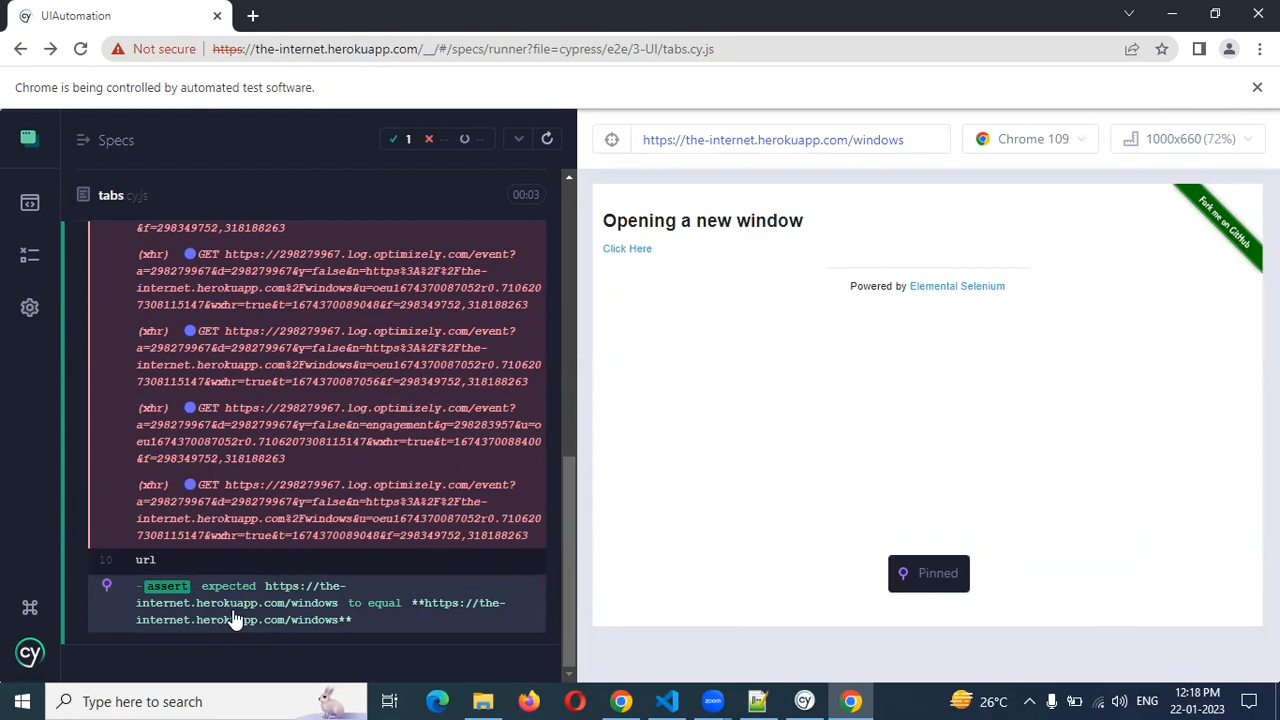 UIAutomation
Not secure https://the-internet.herokuapp.com/__/#/specs/runner?file=cypress/e2e/3-UI/tabs.cy.js
Chrome is being controlled by automated test software.
Specs
1
--
--
https://the-internet.herokuapp.com/windows
Chrome 109
1000x660 (72%)
tabs cy.js
00:03
&f=298349752,318188263
(xhr) GET https://298279967.log.optimizely.com/event?
a=298279967&d=298279967&y=false&n=https%3A%2F%2Fthe-
internet.herokuapp.com%2Fwindows&u=oeu1674370087052r0.710620
7308115147&wxhr=true&t=1674370089048&f=298349752,318188263
(xhr) GET https://298279967.log.optimizely.com/event?
a=298279967&d=298279967&y=false&n=https%3A%2F%2Fthe-
internet.herokuapp.com%2Fwindows&u=oeu1674370087052r0.710620
7308115147&wxhr=true&t=1674370087056&f=298349752,318188263
(xhr) GET https://298279967.log.optimizely.com/event?
a=298279967&d=298279967&y=false&n=engagement&g=298283957&u=o
eu1674370087052r0.7106207308115147&wxhr=true&t=1674370088400
&f=298349752,318188263
(xhr) GET https://298279967.log.optimizely.com/event?
a=298279967&d=298279967&y=false&n=https%3A%2F%2Fthe-
internet.herokuapp.com%2Fwindows&u=oeu1674370087052r0.710620
7308115147&wxhr=true&t=1674370089048&f=298349752,318188263
10 url
-assert expected https://the-
internet.herokuapp.com/windows to equal **https://the-
internet.herokuapp.com/windows**
Opening a new window
Click Here
Powered by Elemental Selenium
Fork me on GitHub
Pinned
cy
Type here to search
zoom
cy
26°C
ENG
12:18 PM
22-01-2023